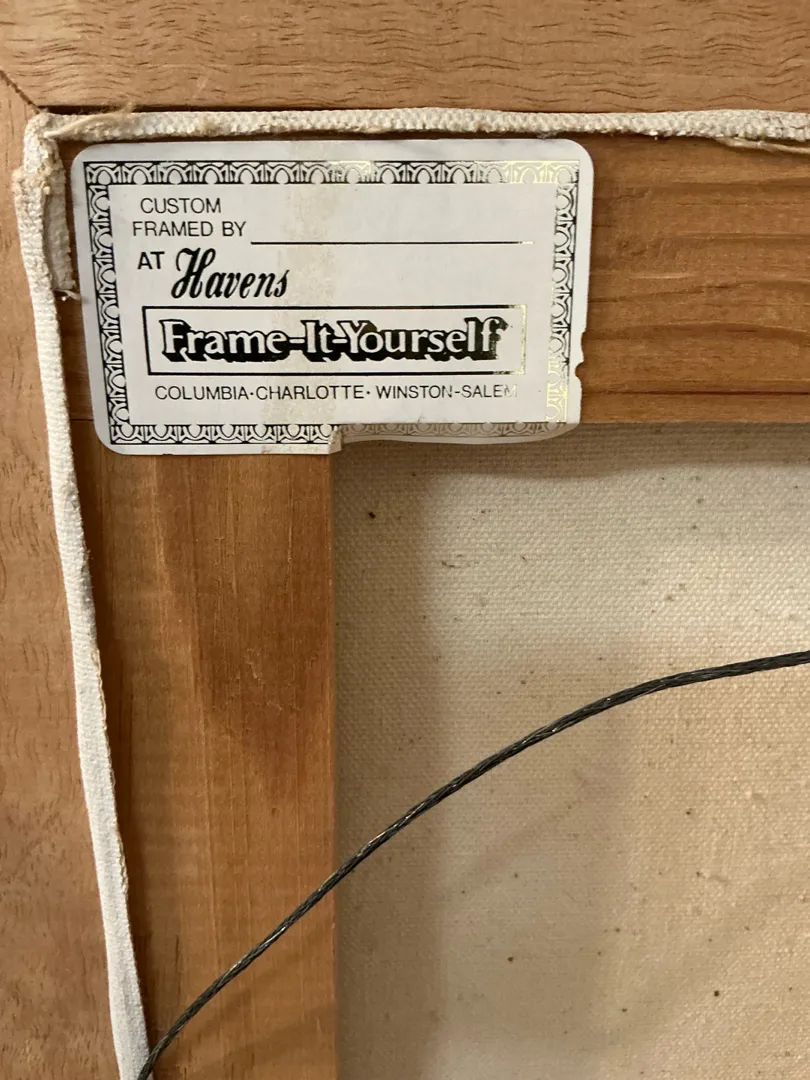 CUSTOM
FRAMED BY
AT Havens
Frame-It-Yourself
COLUMBIA·CHARLOTTE·WINSTON-SALEM